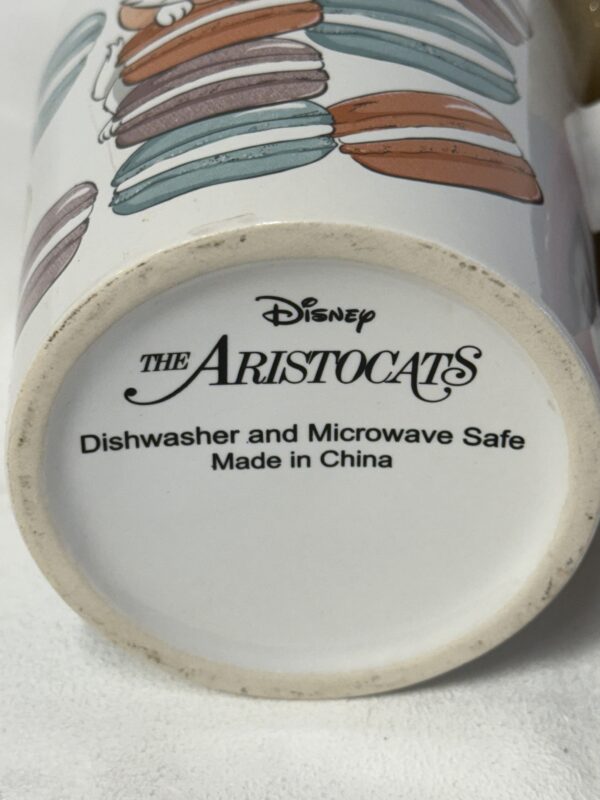 Disney
THE ARISTOCATS
Dishwasher and Microwave Safe
Made in China